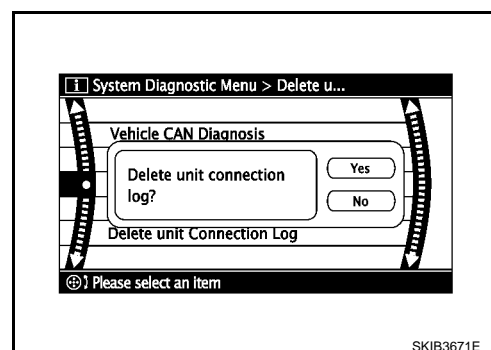 i System Diagnostic Menu > Delete u...
Vehicle CAN Diagnosis
Delete unit connection
log?
Yes
No
Delete unit Connection Log
Please select an item
SKIB3671E